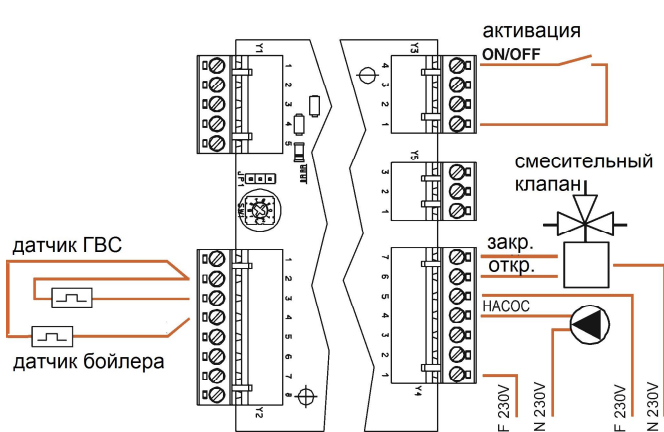 активация
ON/OFF
Y1
1
2
3
4
5
JP1
SW1
Y3
4
3
2
1
Y5
3
2
1
смесительный
клапан
закр.
откр.
НАСОС
7
6
5
4
3
2
1
Y4
датчик ГВС
датчик бойлера
1
2
3
4
5
6
7
8
Y2
F 230V
N 230V
F 230V
N 230V